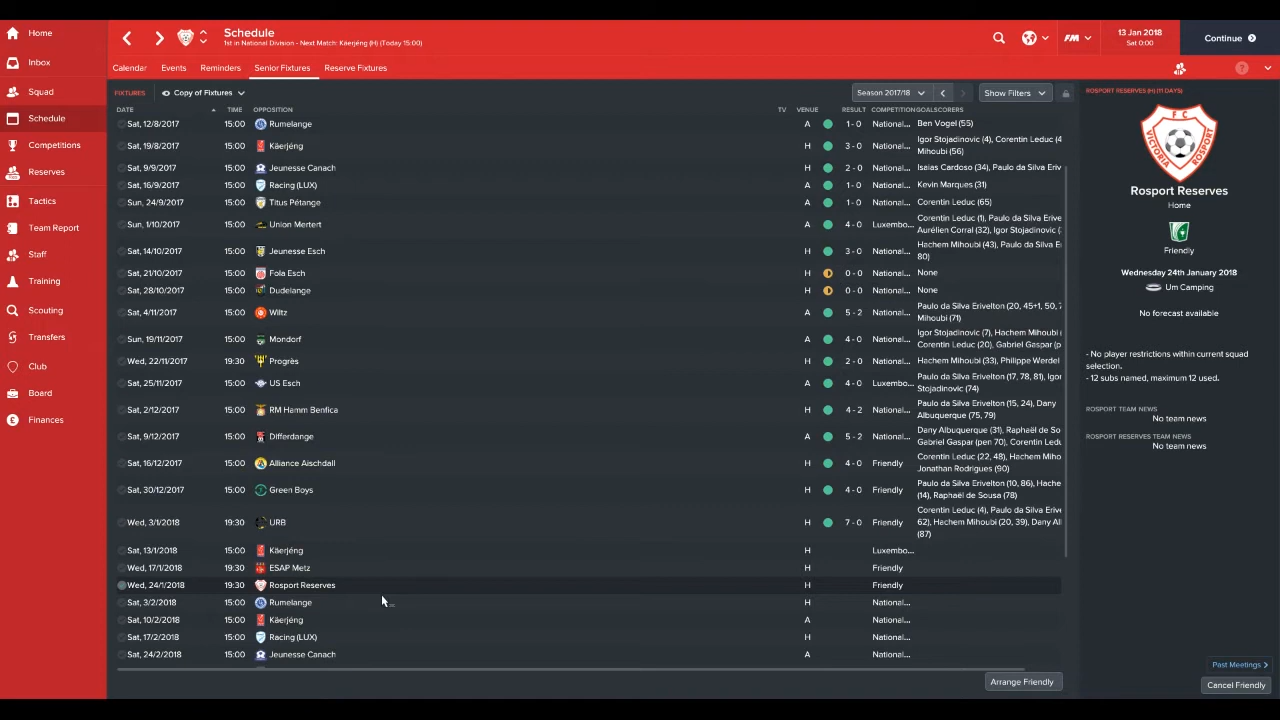 Home
Schedule
1st in National Division - Next Match: Käerjéng (H) (Today 15:00)
FM
13 Jan 2018
Sat 0:00
Continue
Inbox
Calendar
Events
Reminders
Senior Fixtures
Reserve Fixtures
Squad
Schedule
Competitions
Reserves
Tactics
Team Report
Staff
Training
Scouting
Transfers
Club
Board
Finances
FIXTURES
Copy of Fixtures
Season 2017/18
Show Filters
DATE TIME OPPOSITION TV VENUE RESULT COMPETITION GOALSCORERS
Sat, 12/8/2017 15:00 Rumelange A 1-0 National... Ben Vogel (55)
Sat, 19/8/2017 15:00 Käerjéng H 3-0 National... Igor Stojadinovic (4), Corentin Leduc (4
Mihoubi (56)
Sat, 9/9/2017 15:00 Jeunesse Canach H 2-0 National... Isaias Cardoso (34), Paulo da Silva Eriv
Sat, 16/9/2017 15:00 Racing (LUX) A 1-0 National... Kevin Marques (31)
Sun, 24/9/2017 15:00 Titus Pétange A 1-0 National... Corentin Leduc (65)
Sun, 1/10/2017 15:00 Union Mertert A 4-0 Luxembo... Corentin Leduc (1), Paulo da Silva Erive
Aurélien Corral (32), Igor Stojadinovic (
Sat, 14/10/2017 15:00 Jeunesse Esch H 3-0 National... Hachem Mihoubi (43), Paulo da Silva E
80)
Sat, 21/10/2017 15:00 Fola Esch H 0-0 National... None
Sat, 28/10/2017 15:00 Dudelange A 0-0 National... None
Sat, 4/11/2017 15:00 Wiltz A 5-2 National... Paulo da Silva Erivelton (20, 45+1, 50, 7
Mihoubi (71)
Sun, 19/11/2017 15:00 Mondorf A 4-0 National... Igor Stojadinovic (7), Hachem Mihoubi (
Corentin Leduc (20), Gabriel Gaspar (p
Wed, 22/11/2017 19:30 Progrès H 2-0 National... Hachem Mihoubi (33), Philippe Werdel
Sat, 25/11/2017 15:00 US Esch A 4-0 Luxembo... Paulo da Silva Erivelton (17, 78, 81), Igor
Stojadinovic (74)
Sat, 2/12/2017 15:00 RM Hamm Benfica H 4-2 National... Paulo da Silva Erivelton (15, 24), Dany
Albuquerque (75, 79)
Sat, 9/12/2017 15:00 Differdange A 5-2 National... Dany Albuquerque (31), Raphaël de So
Gabriel Gaspar (pen 70), Corentin Ledu
Sat, 16/12/2017 15:00 Alliance Aischdall H 4-0 Friendly Corentin Leduc (22, 48), Hachem Miho
Jonathan Rodrigues (90)
Sat, 30/12/2017 15:00 Green Boys H 4-0 Friendly Paulo da Silva Erivelton (10, 86), Hache
(14), Raphaël de Sousa (78)
Wed, 3/1/2018 19:30 URB H 7-0 Friendly Corentin Leduc (4), Paulo da Silva Erive
62), Hachem Mihoubi (20, 39), Dany Al
(87)
Sat, 13/1/2018 15:00 Käerjéng H Luxembo...
Wed, 17/1/2018 19:30 ESAP Metz H Friendly
Wed, 24/1/2018 19:30 Rosport Reserves H Friendly
Sat, 3/2/2018 15:00 Rumelange H National...
Sat, 10/2/2018 15:00 Käerjéng A National...
Sat, 17/2/2018 15:00 Racing (LUX) H National...
Sat, 24/2/2018 15:00 Jeunesse Canach A National...
Arrange Friendly
ROSPORT RESERVES (H) (11 DAYS)
FC
VICTORIA ROSPORT
Rosport Reserves
Home
Friendly
Wednesday 24th January 2018
Um Camping
No forecast available
- No player restrictions within current squad
selection.
- 12 subs named, maximum 12 used.
ROSPORT TEAM NEWS
No team news
ROSPORT RESERVES TEAM NEWS
No team news
Past Meetings >
Cancel Friendly